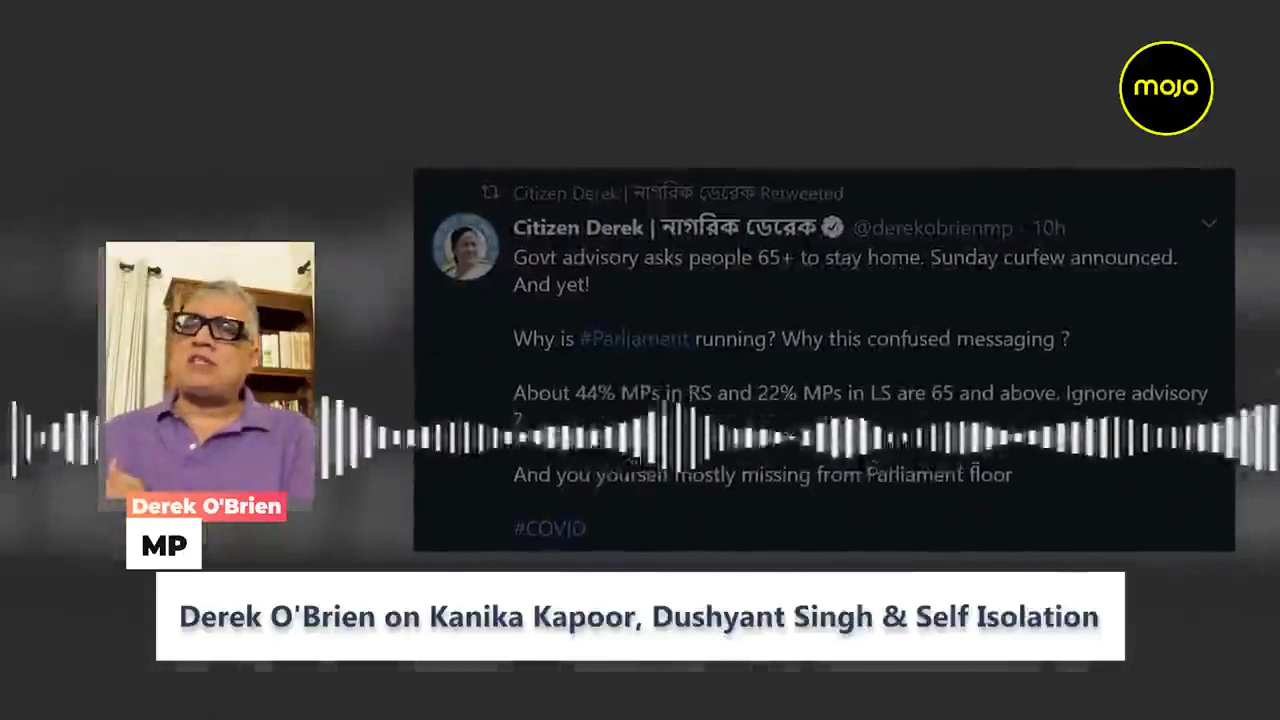 mojo
Citizen Derek | নাগরিক ডেরেক Retweeted
Citizen Derek | নাগরিক ডেরেক @derekobrienmp · 10h
Govt advisory asks people 65+ to stay home. Sunday curfew announced.
And yet!
Why is #Parliament running? Why this confused messaging ?
About 44% MPs in RS and 22% MPs in LS are 65 and above. Ignore advisory
?
And you yourself mostly missing from Parliament floor
#COVID
Derek O'Brien
MP
Derek O'Brien on Kanika Kapoor, Dushyant Singh & Self Isolation